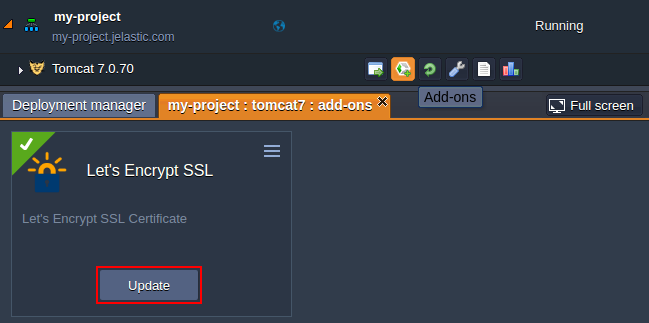 my-project
my-project.jelastic.com
Running
Tomcat 7.0.70
Add-ons
Deployment manager
my-project : tomcat7 : add-ons
Full screen
Let's Encrypt SSL
Let's Encrypt SSL Certificate
Update